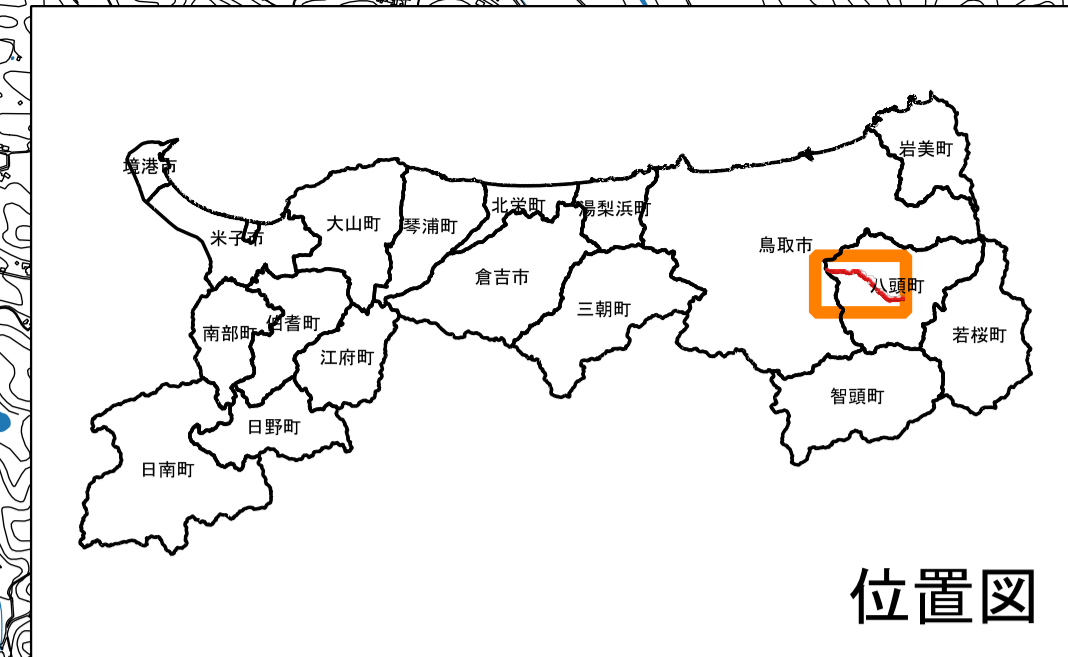 岩美町
境港市
北栄町
湯梨浜町
大山町
琴浦町
米子市
鳥取市
倉吉市
八頭町
三朝町
伯耆町
南部町
若桜町
江府町
智頭町
日野町
日南町
位置図